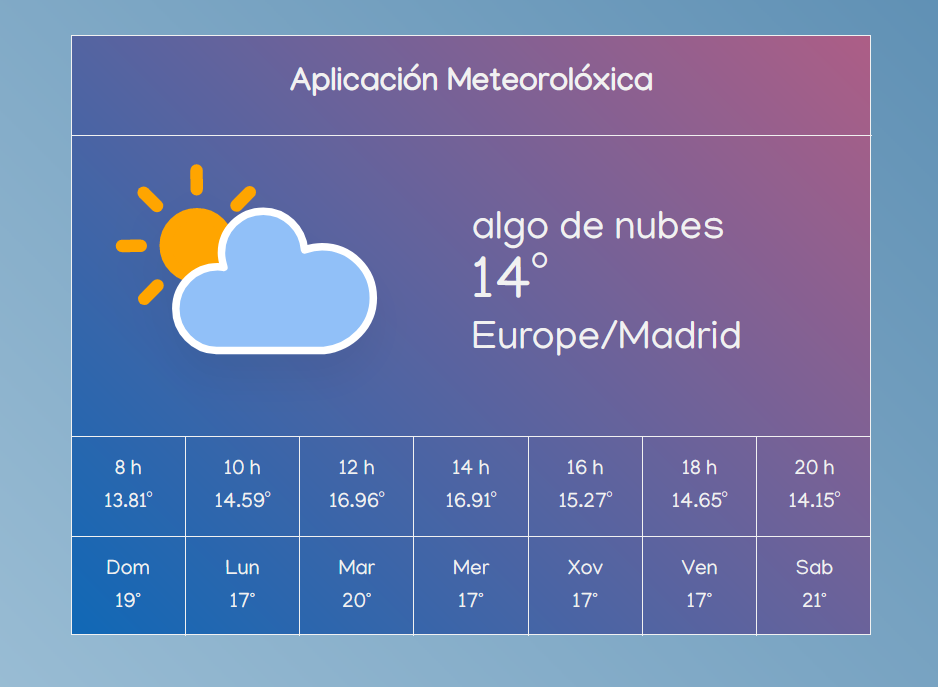 Aplicación Meteorolóxica
algo de nubes
14°
Europe/Madrid
8 h 10 h 12 h 14 h 16 h 18 h 20 h
13.81° 14.59° 16.96° 16.91° 15.27° 14.65° 14.15°
Dom Lun Mar Mer Xov Ven Sab
19° 17° 20° 17° 17° 17° 21°